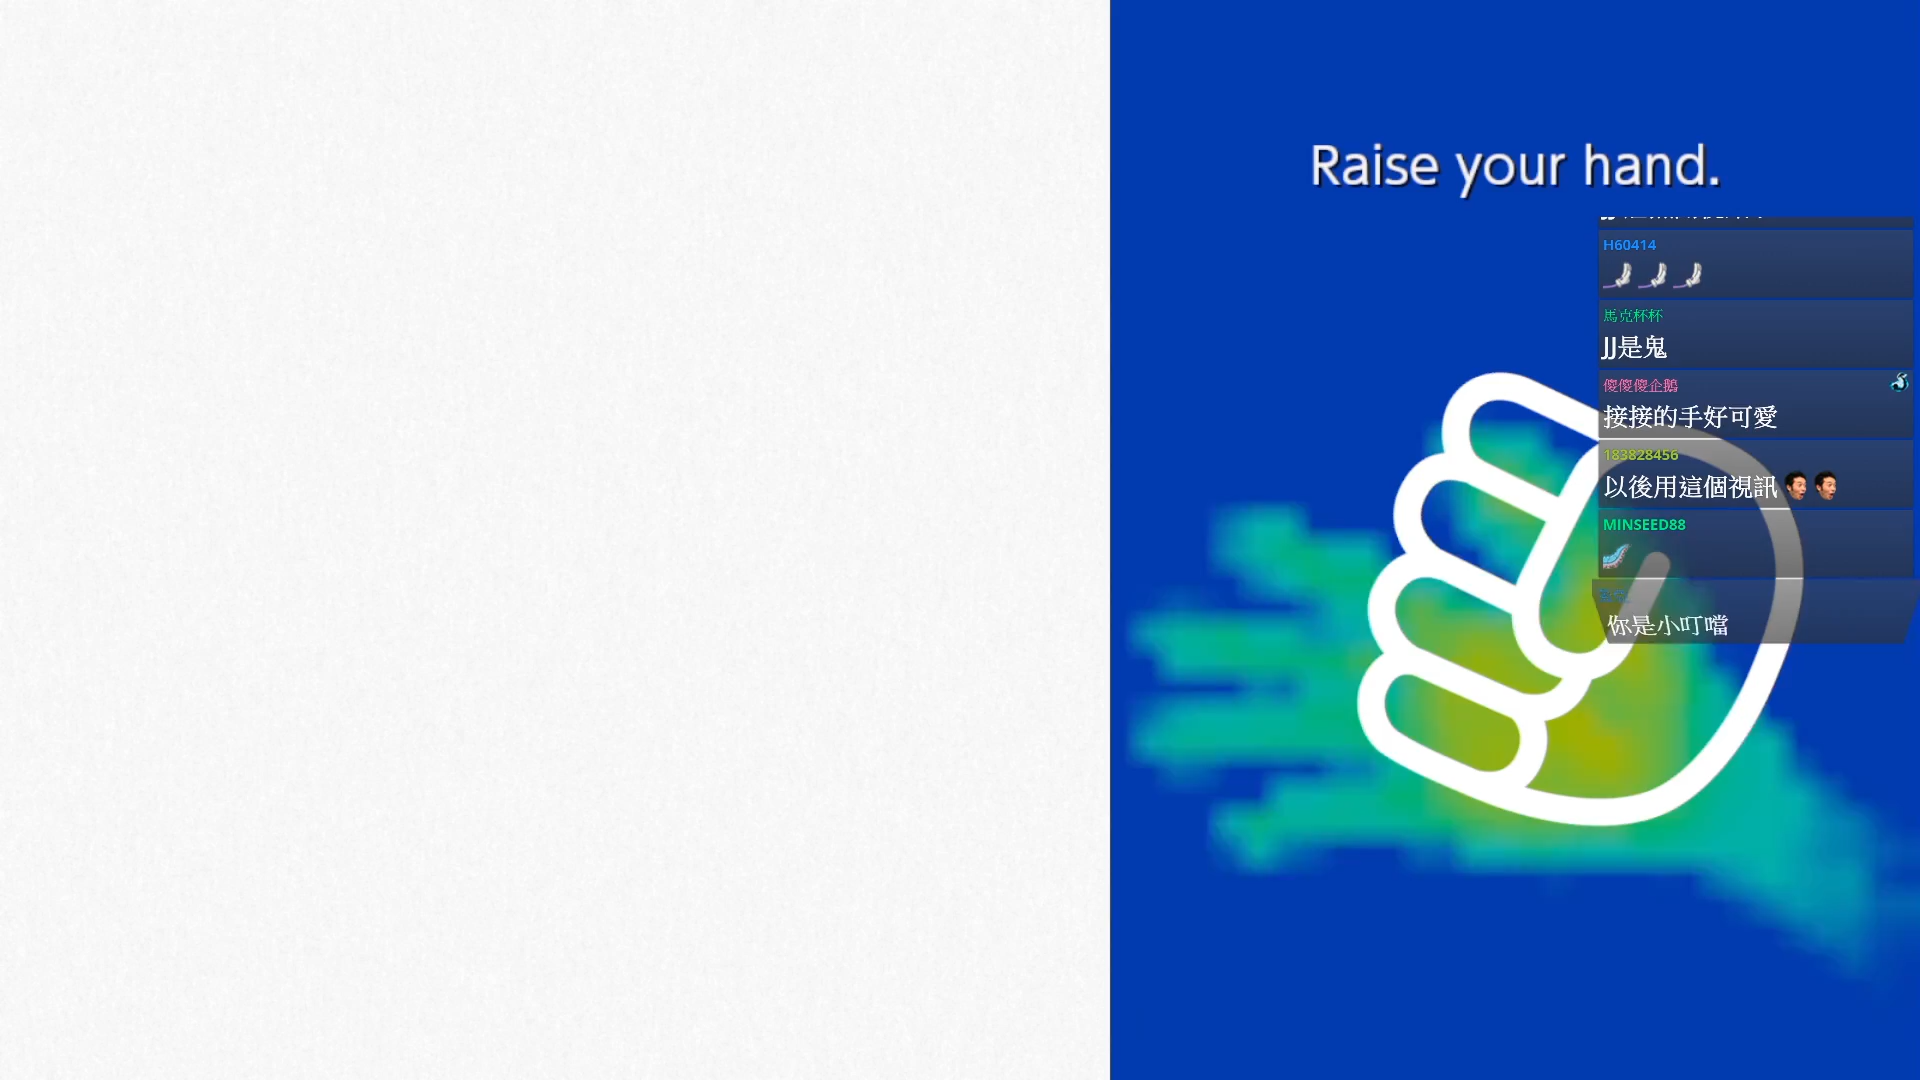 Raise your hand.
H60414
馬克杯杯
JJ是鬼
傻傻傻企鵝
接接的手好可愛
183828456
以後用這個視訊
MINSEED88
你是小叮噹